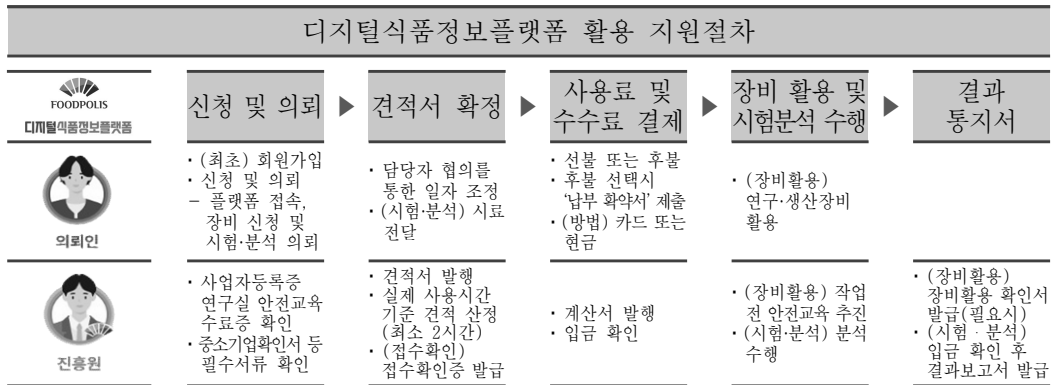 디지털식품정보플랫폼 활용 지원절차
FOODPOLIS
디지털식품정보플랫폼
신청 및 의뢰
견적서 확정
사용료 및
수수료 결제
장비 활용 및
시험분석 수행
결과
통지서
의뢰인
· (최초) 회원가입
· 신청 및 의뢰
- 플랫폼 접속,
장비 신청 및
시험·분석 의뢰
· 담당자 협의를
통한 일자 조정
· (시험·분석) 시료
전달
· 선불 또는 후불
· 후불 선택시
‘납부 확약서’ 제출
· (방법) 카드 또는
현금
· (장비활용)
연구·생산장비
활용
진흥원
· 사업자등록증
연구실 안전교육
수료증 확인
· 중소기업확인서 등
필수서류 확인
· 견적서 발행
· 실제 사용시간
기준 견적 산정
(최소 2시간)
· (접수확인)
접수확인증 발급
· 계산서 발행
· 입금 확인
· (장비활용) 작업
전 안전교육 추진
· (시험·분석) 분석
수행
· (장비활용)
장비활용 확인서
발급(필요시)
· (시험 · 분석)
입금 확인 후
결과보고서 발급